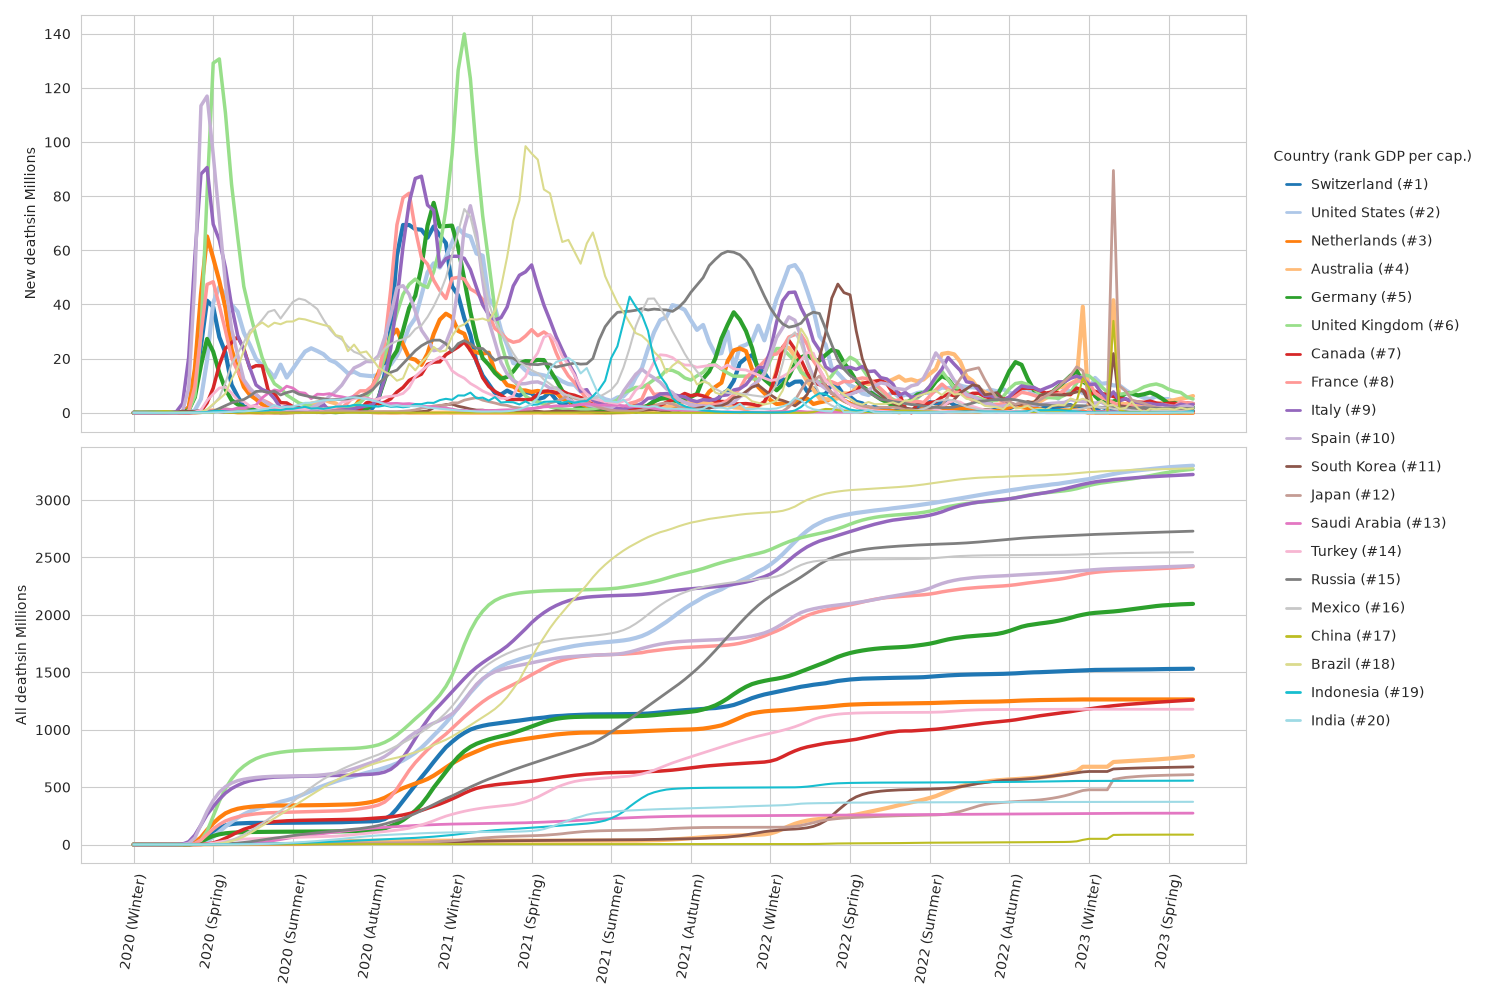 140
120
100
80
60
40
20
0
New deathsin Millions
3000
2500
2000
1500
1000
500
0
All deathsin Millions
2020 (Winter)
2020 (Spring)
2020 (Summer)
2020 (Autumn)
2021 (Winter)
2021 (Spring)
2021 (Summer)
2021 (Autumn)
2022 (Winter)
2022 (Spring)
2022 (Summer)
2022 (Autumn)
2023 (Winter)
2023 (Spring)
Country (rank GDP per cap.)
Switzerland (#1)
United States (#2)
Netherlands (#3)
Australia (#4)
Germany (#5)
United Kingdom (#6)
Canada (#7)
France (#8)
Italy (#9)
Spain (#10)
South Korea (#11)
Japan (#12)
Saudi Arabia (#13)
Turkey (#14)
Russia (#15)
Mexico (#16)
China (#17)
Brazil (#18)
Indonesia (#19)
India (#20)